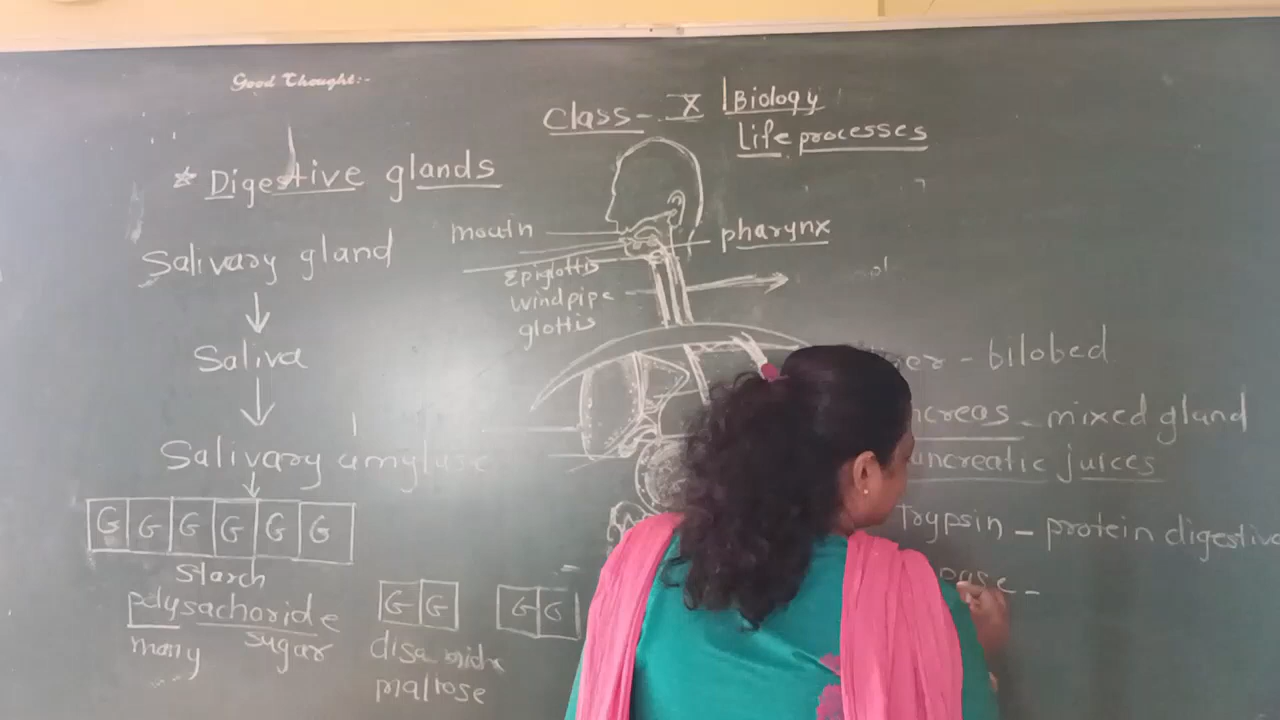 Good Thought:-
Class - X Biology
Life processes
* Digestive glands
Salivary gland
Saliva
Salivary amylase
G G G G G G
Starch
polysachoride
many sugar
G G
G G
maltose
mouth
pharynx
Epiglottis
windpipe
glottis
- bilobed
- mixed gland
juices
Trypsin - protein digestive